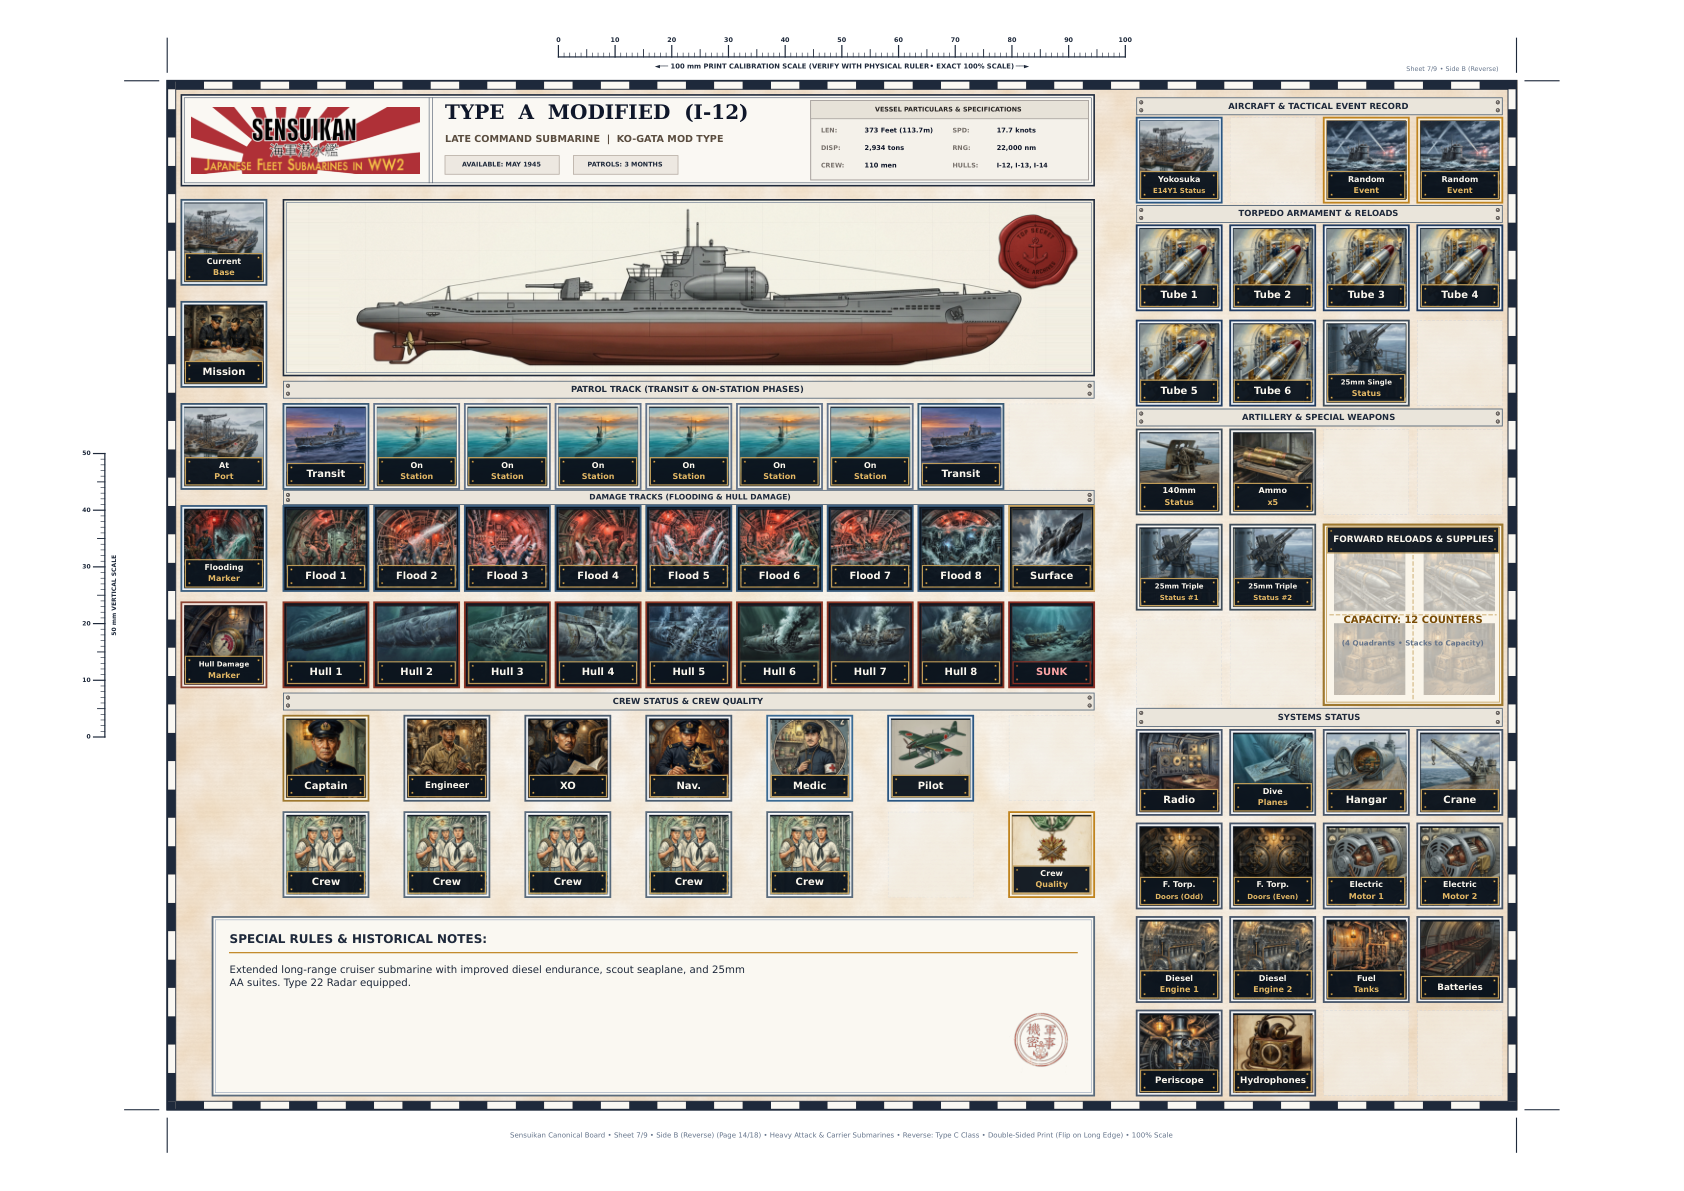 0 10 20 30 40 50 60 70 80 90 100
100 mm PRINT CALIBRATION SCALE (VERIFY WITH PHYSICAL RULER• EXACT 100% SCALE)
Sheet 7/9 • Side B (Reverse)
SENSUIKAN
海軍潜水艦
JAPANESE FLEET SUBMARINES IN WW2
TYPE A MODIFIED (I-12)
LATE COMMAND SUBMARINE | KO-GATA MOD TYPE
AVAILABLE: MAY 1945
PATROLS: 3 MONTHS
VESSEL PARTICULARS & SPECIFICATIONS
LEN: 373 Feet (113.7m) SPD: 17.7 knots
DISP: 2,934 tons RNG: 22,000 nm
CREW: 110 men HULLS: I-12, I-13, I-14
Current
Base
Mission
TOP SECRET
NAVAL ARCHIVES
PATROL TRACK (TRANSIT & ON-STATION PHASES)
At
Port
Transit
On
Station
On
Station
On
Station
On
Station
On
Station
On
Station
Transit
DAMAGE TRACKS (FLOODING & HULL DAMAGE)
Flooding
Marker
Flood 1
Flood 2
Flood 3
Flood 4
Flood 5
Flood 6
Flood 7
Flood 8
Surface
Hull Damage
Marker
Hull 1
Hull 2
Hull 3
Hull 4
Hull 5
Hull 6
Hull 7
Hull 8
SUNK
CREW STATUS & CREW QUALITY
Captain
Engineer
XO
Nav.
Medic
Pilot
Crew
Crew
Crew
Crew
Crew
Crew
Quality
SPECIAL RULES & HISTORICAL NOTES:
Extended long-range cruiser submarine with improved diesel endurance, scout seaplane, and 25mm
AA suites. Type 22 Radar equipped.
機 軍
密 事
AIRCRAFT & TACTICAL EVENT RECORD
Yokosuka
E14Y1 Status
Random
Event
Random
Event
TORPEDO ARMAMENT & RELOADS
Tube 1
Tube 2
Tube 3
Tube 4
Tube 5
Tube 6
25mm Single
Status
ARTILLERY & SPECIAL WEAPONS
140mm
Status
Ammo
x5
25mm Triple
Status #1
25mm Triple
Status #2
FORWARD RELOADS & SUPPLIES
CAPACITY: 12 COUNTERS
(4 Quadrants • Stacks to Capacity)
SYSTEMS STATUS
Radio
Dive
Planes
Hangar
Crane
F. Torp.
Doors (Odd)
F. Torp.
Doors (Even)
Electric
Motor 1
Electric
Motor 2
Diesel
Engine 1
Diesel
Engine 2
Fuel
Tanks
Batteries
Periscope
Hydrophones
50
40
30
20
10
0
50 mm VERTICAL SCALE
Sensuikan Canonical Board • Sheet 7/9 • Side B (Reverse) (Page 14/18) • Heavy Attack & Carrier Submarines • Reverse: Type C Class • Double-Sided Print (Flip on Long Edge) • 100% Scale